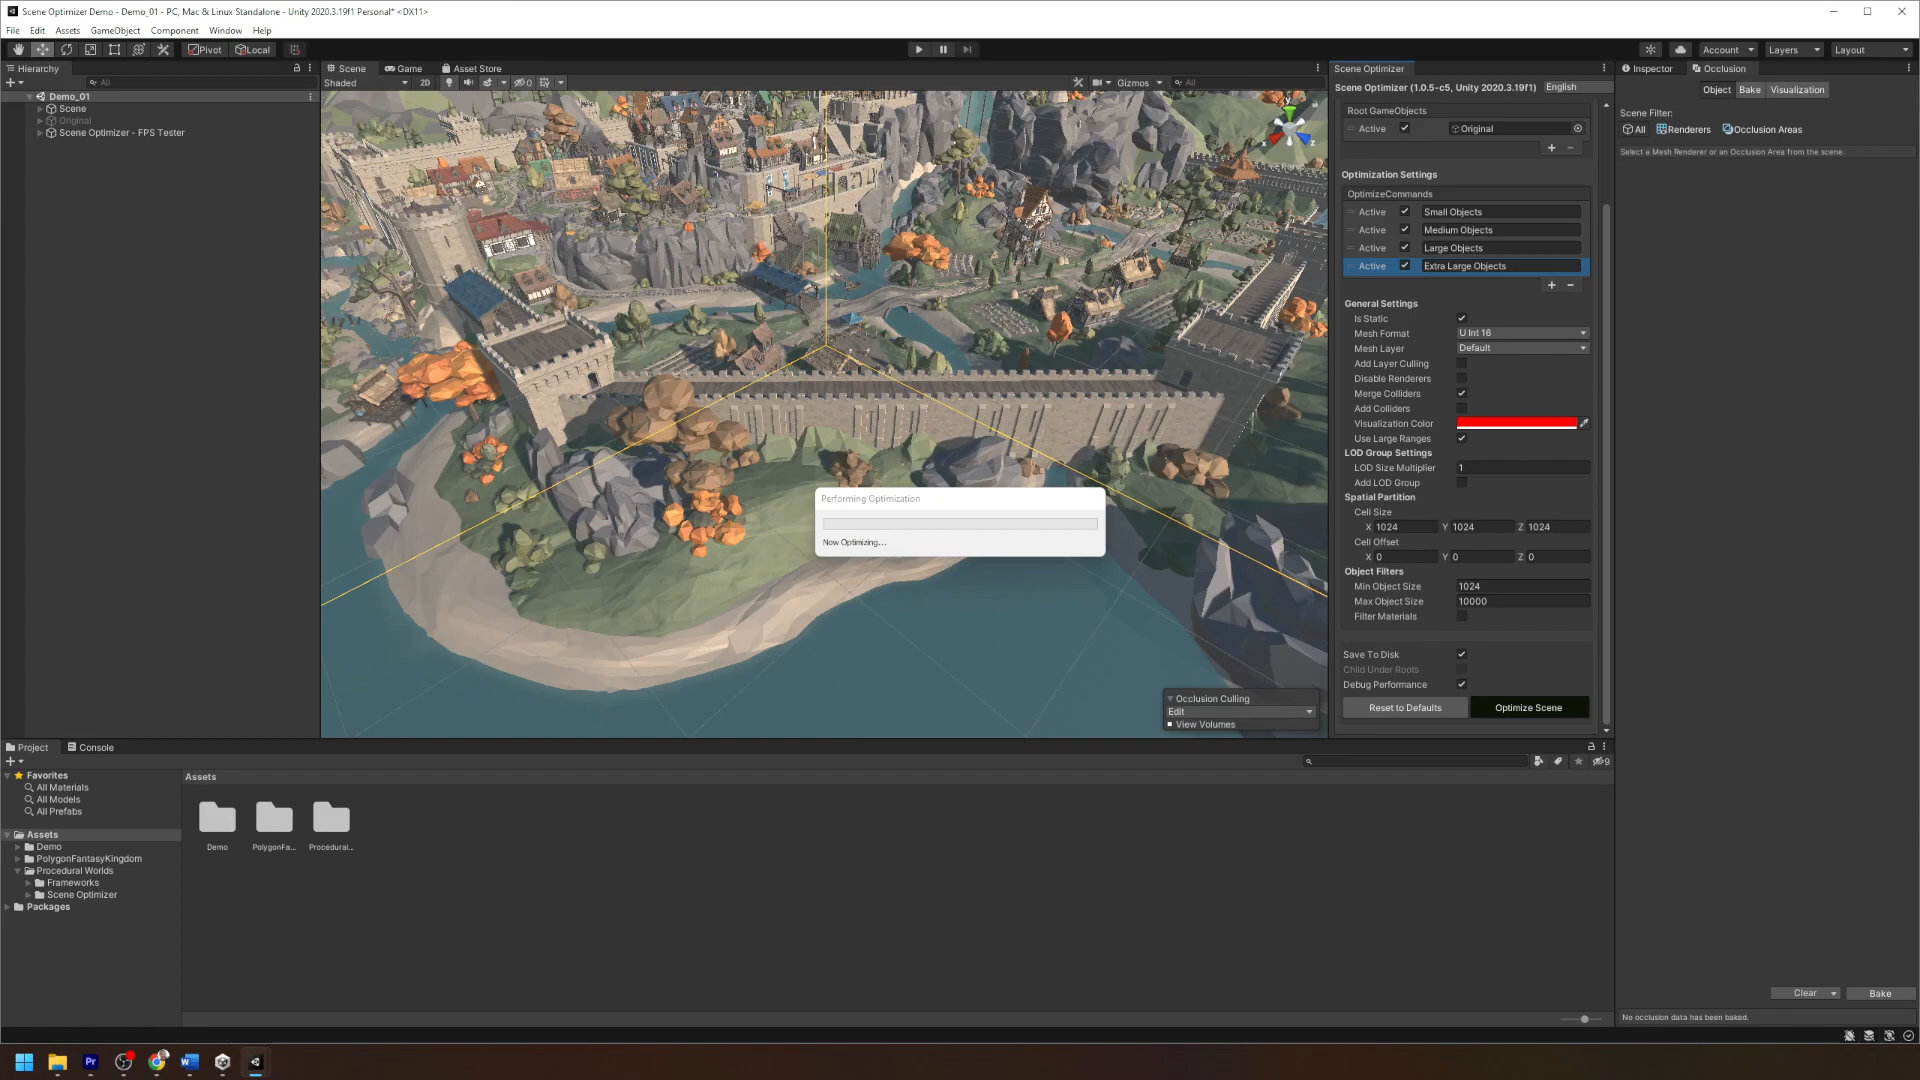 Scene Optimizer Demo - Demo_01 - PC, Mac & Linux Standalone - Unity 2020.3.19f1 Personal* <DX11>
File Edit Assets GameObject Component Window Help
Pivot Local
Account Layers Layout
Hierarchy
All
Demo_01
Scene
Original
Scene Optimizer - FPS Tester
Scene Game Asset Store
Shaded 2D 0 Gizmos All
Persp
x z
Performing Optimization
Now Optimizing...
Occlusion Culling
Edit
View Volumes
Scene Optimizer
Scene Optimizer (1.0.5-c5, Unity 2020.3.19f1) English
Root GameObjects
Active Original
Optimization Settings
OptimizeCommands
Active Small Objects
Active Medium Objects
Active Large Objects
Active Extra Large Objects
General Settings
Is Static
Mesh Format U Int 16
Mesh Layer Default
Add Layer Culling
Disable Renderers
Merge Colliders
Add Colliders
Visualization Color
Use Large Ranges
LOD Group Settings
LOD Size Multiplier 1
Add LOD Group
Spatial Partition
Cell Size
X 1024 Y 1024 Z 1024
Cell Offset
X 0 Y 0 Z 0
Object Filters
Min Object Size 1024
Max Object Size 10000
Filter Materials
Save To Disk
Child Under Roots
Debug Performance
Reset to Defaults Optimize Scene
Inspector Occlusion
Object Bake Visualization
Scene Filter:
All Renderers Occlusion Areas
Select a Mesh Renderer or an Occlusion Area from the scene.
Clear Bake
No occlusion data has been baked.
Project Console
9
Favorites
All Materials
All Models
All Prefabs
Assets
Demo
PolygonFantasyKingdom
Procedural Worlds
Frameworks
Scene Optimizer
Packages
Assets
Demo PolygonFa... Procedural...
Pr W